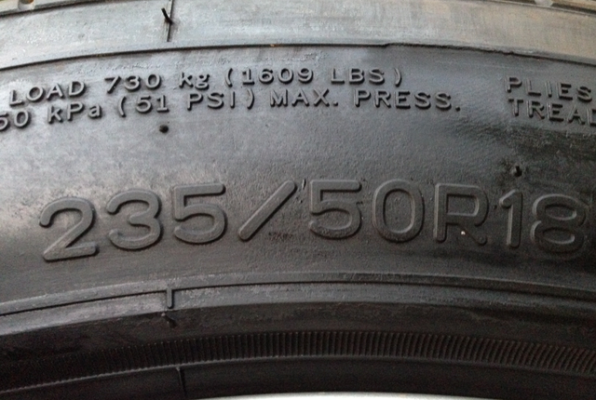 LOAD 730 kg (1609 LBS)
50 kPa (51 PSI) MAX. PRESS.
PLIES
TREAD
235/50R18